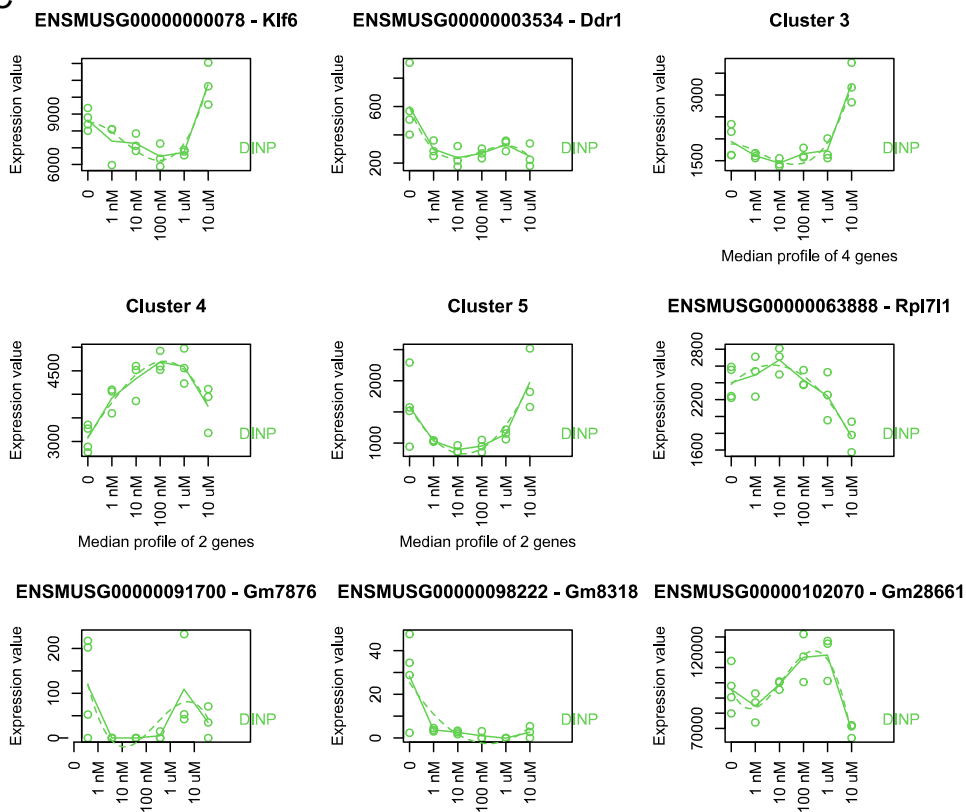 ENSMUSG00000000078 - Klf6
Expression value
6000
9000
0
1 nM
10 nM
100 nM
1 uM
10 uM
DINP
ENSMUSG00000003534 - Ddr1
Expression value
200
600
0
1 nM
10 nM
100 nM
1 uM
10 uM
DINP
Cluster 3
Expression value
1500
3000
0
1 nM
10 nM
100 nM
1 uM
10 uM
DINP
Median profile of 4 genes
Cluster 4
Expression value
3000
4500
0
1 nM
10 nM
100 nM
1 uM
10 uM
DINP
Median profile of 2 genes
Cluster 5
Expression value
1000
2000
0
1 nM
10 nM
100 nM
1 uM
10 uM
DINP
Median profile of 2 genes
ENSMUSG00000063888 - Rpl7l1
Expression value
1600
2200
2800
0
1 nM
10 nM
100 nM
1 uM
10 uM
DINP
ENSMUSG00000091700 - Gm7876
Expression value
0
100
200
0
1 nM
10 nM
100 nM
1 uM
10 uM
DINP
ENSMUSG00000098222 - Gm8318
Expression value
0
20
40
0
1 nM
10 nM
100 nM
1 uM
10 uM
DINP
ENSMUSG00000102070 - Gm28661
Expression value
70000
120000
0
1 nM
10 nM
100 nM
1 uM
10 uM
DINP